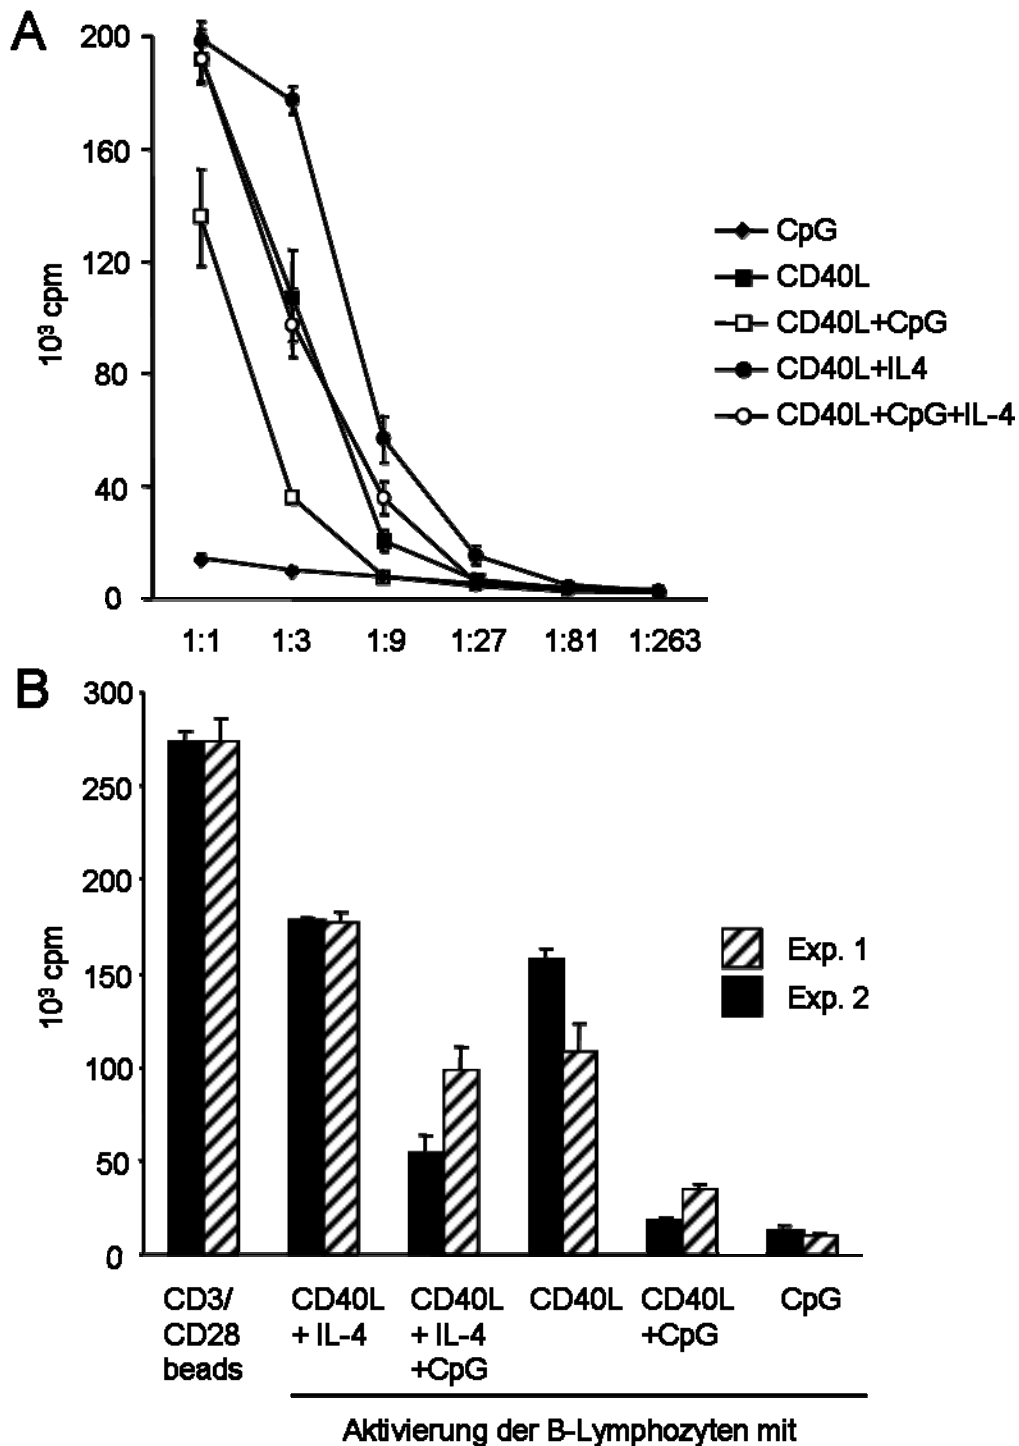 A
200
160
120
80
40
0
10³ cpm
CpG
CD40L
CD40L+CpG
CD40L+IL4
CD40L+CpG+IL-4
1:1 1:3 1:9 1:27 1:81 1:263
B
300
250
200
150
100
50
0
10³ cpm
Exp. 1
Exp. 2
CD3/ CD40L CD40L CD40L CD40L CpG
CD28 + IL-4 + IL-4 +CpG
beads +CpG
Aktivierung der B-Lymphozyten mit